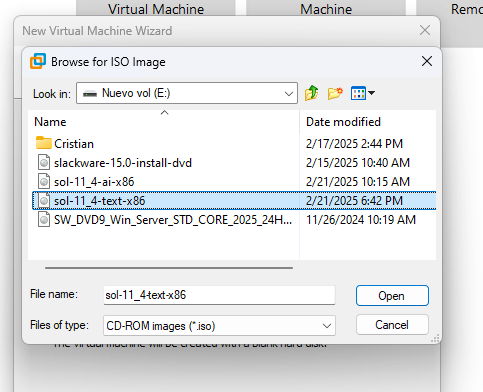 Virtual Machine Machine
New Virtual Machine Wizard
Browse for ISO Image
Look in: Nuevo vol (E:)
Name Date modified
Cristian 2/17/2025 2:44 PM
slackware-15.0-install-dvd 2/15/2025 10:40 AM
sol-11_4-ai-x86 2/21/2025 10:15 AM
sol-11_4-text-x86 2/21/2025 6:42 PM
SW_DVD9_Win_Server_STD_CORE_2025_24H... 11/26/2024 10:19 AM
File name: sol-11_4-text-x86 Open
Files of type: CD-ROM images (*.iso) Cancel
The virtual machine will be created with a blank hard disk.